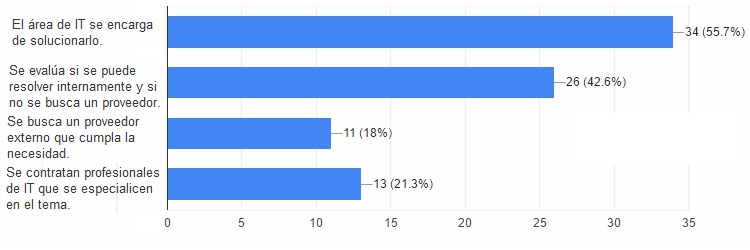 El área de IT se encarga
de solucionarlo.
34 (55.7%)
Se evalúa si se puede
resolver internamente y si
no se busca un proveedor.
26 (42.6%)
Se busca un proveedor
externo que cumpla la
necesidad.
11 (18%)
Se contratan profesionales
de IT que se especialicen
en el tema.
13 (21.3%)
0 5 10 15 20 25 30 35